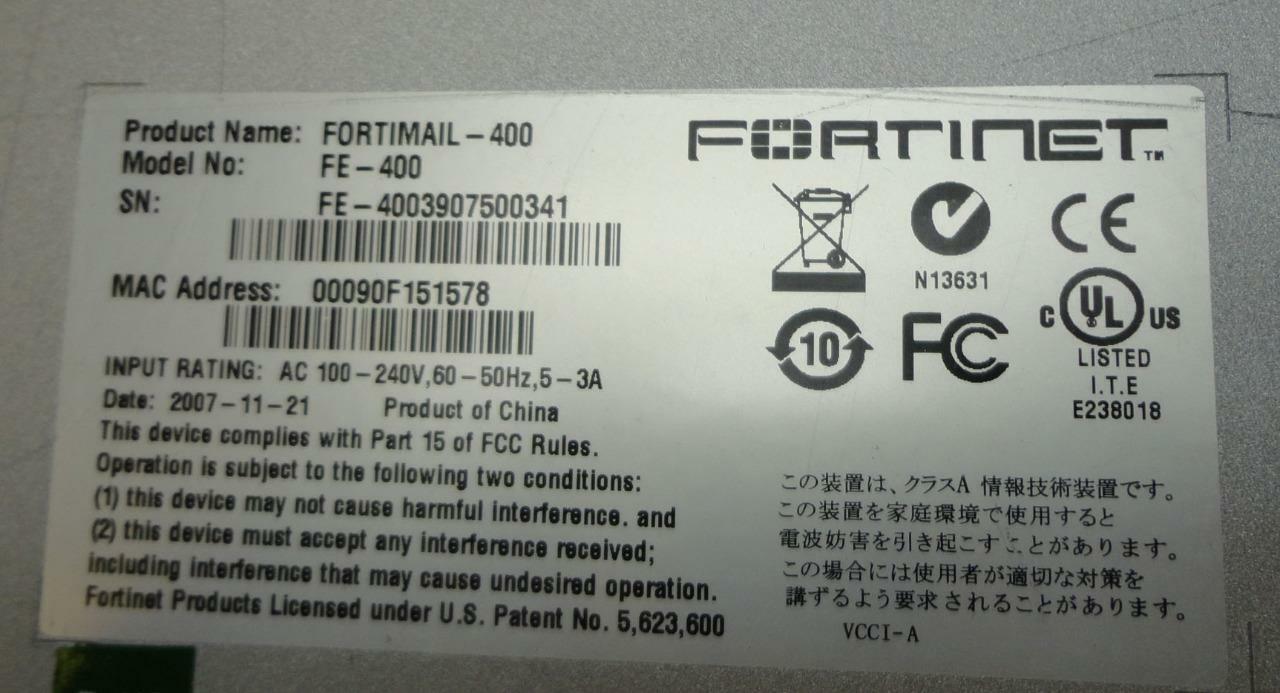 Product Name: FORTIMAIL-400
Model No: FE-400
SN: FE-4003907500341
MAC Address: 00090F151578
INPUT RATING: AC 100-240V,60-50Hz,5-3A
Date: 2007-11-21 Product of China
This device complies with Part 15 of FCC Rules.
Operation is subject to the following two conditions:
(1) this device may not cause harmful interference. and
(2) this device must accept any interference received;
including interference that may cause undesired operation.
Fortinet Products Licensed under U.S. Patent No. 5,623,600
FORTINET™
N13631
CE
10
FC
C UL US
LISTED
I.T.E
E238018
この装置は、クラスA 情報技術装置です。
この装置を家庭環境で使用すると
電波妨害を引き起こすことがあります。
この場合には使用者が適切な対策を
講ずるよう要求されることがあります。
VCCI-A